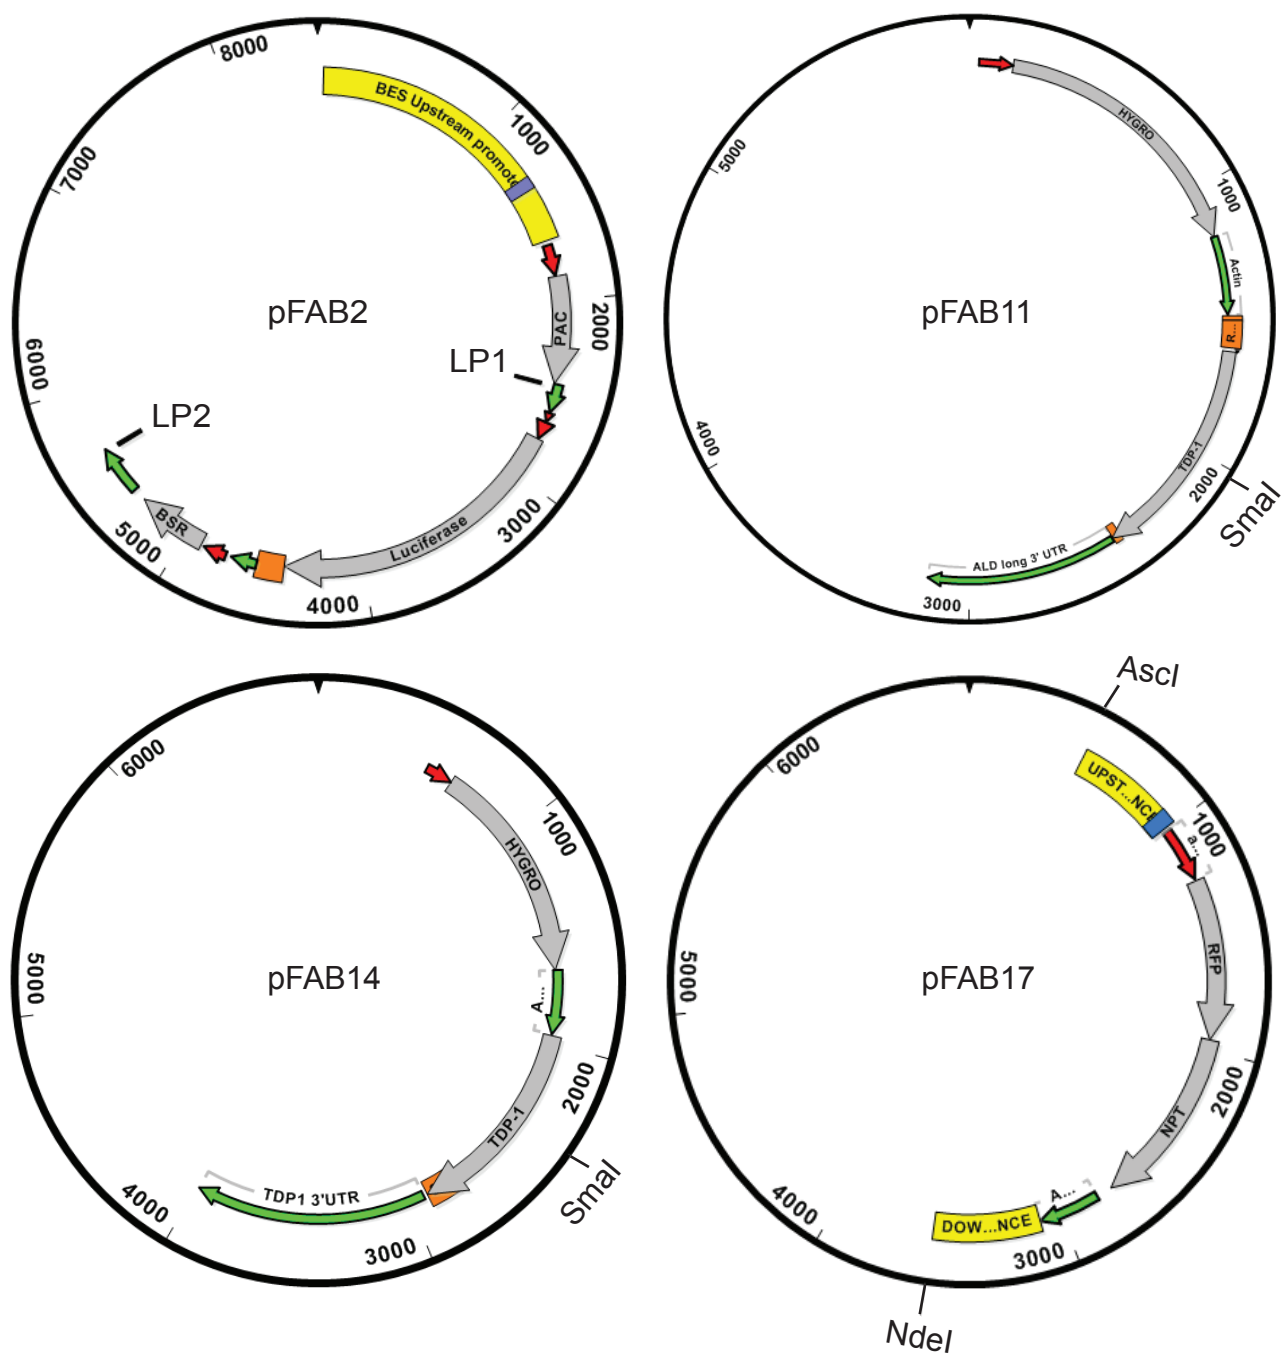 8000
BES Upstream promot
1000
7000
pFAB2
PAC
2000
LP1
6000
LP2
BSR
5000
Luciferase
3000
4000
HYGRO
5000
1000
Actin
pFAB11
R...
4000
TDP-1
2000
SmaI
ALD long 3' UTR
3000
6000
1000
HYGRO
5000
pFAB14
A...
2000
TDP-1
SmaI
TDP1 3'UTR
4000
3000
AscI
6000
UPST...NC
1000
a...
RFP
5000
pFAB17
2000
NPT
A...
4000
DOW...NCE
3000
NdeI